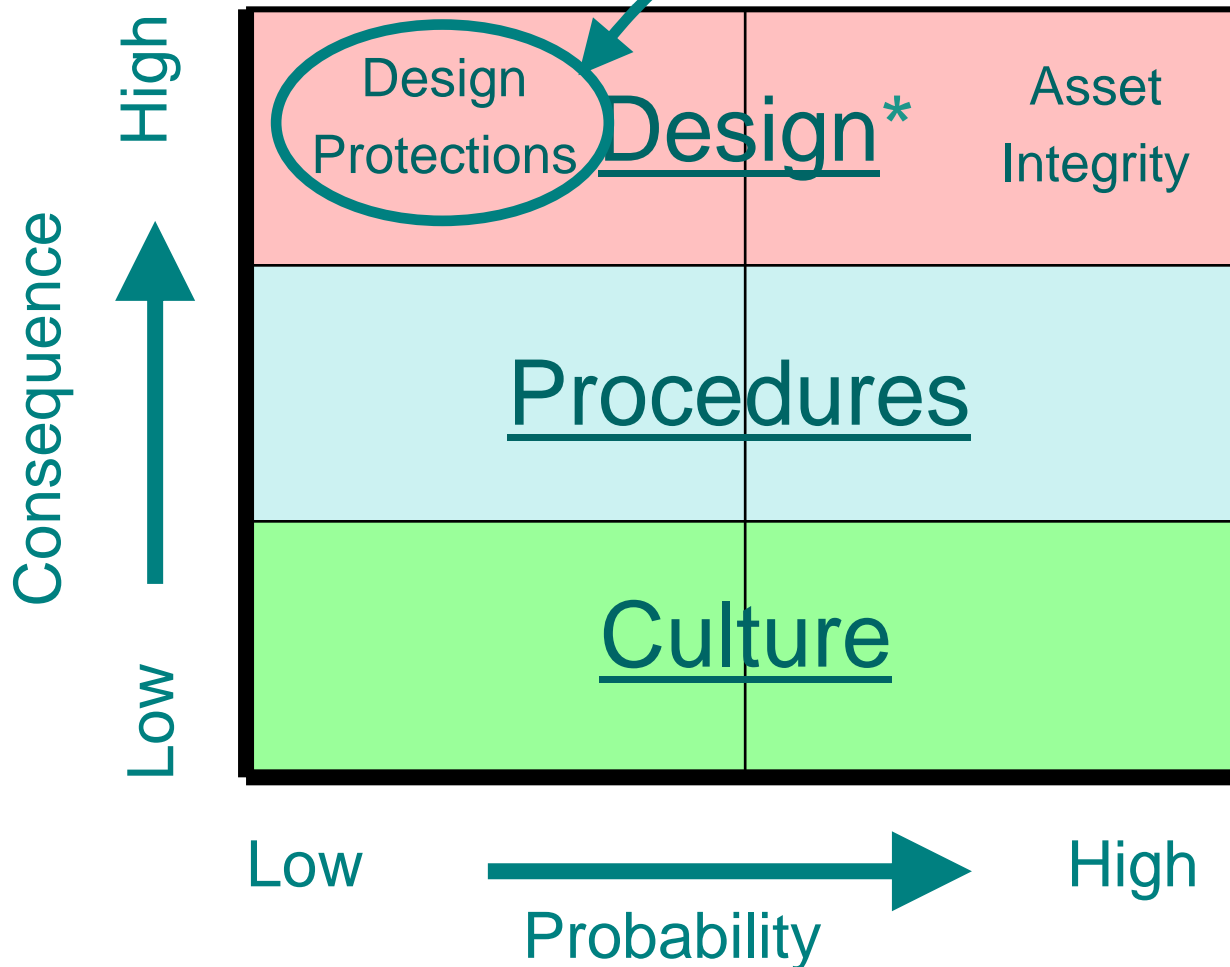 High
Consequence
Low
Design
Protections
Design*
Asset
Integrity
Procedures
Culture
Low
High
Probability